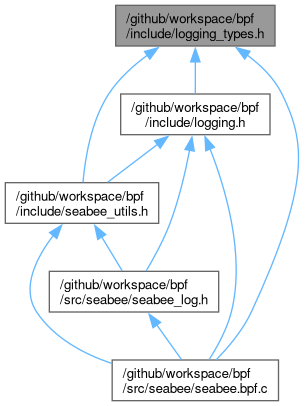 /github/workspace/bpf
/include/logging_types.h
/github/workspace/bpf
/include/logging.h
/github/workspace/bpf
/include/seabee_utils.h
/github/workspace/bpf
/src/seabee/seabee_log.h
/github/workspace/bpf
/src/seabee/seabee.bpf.c